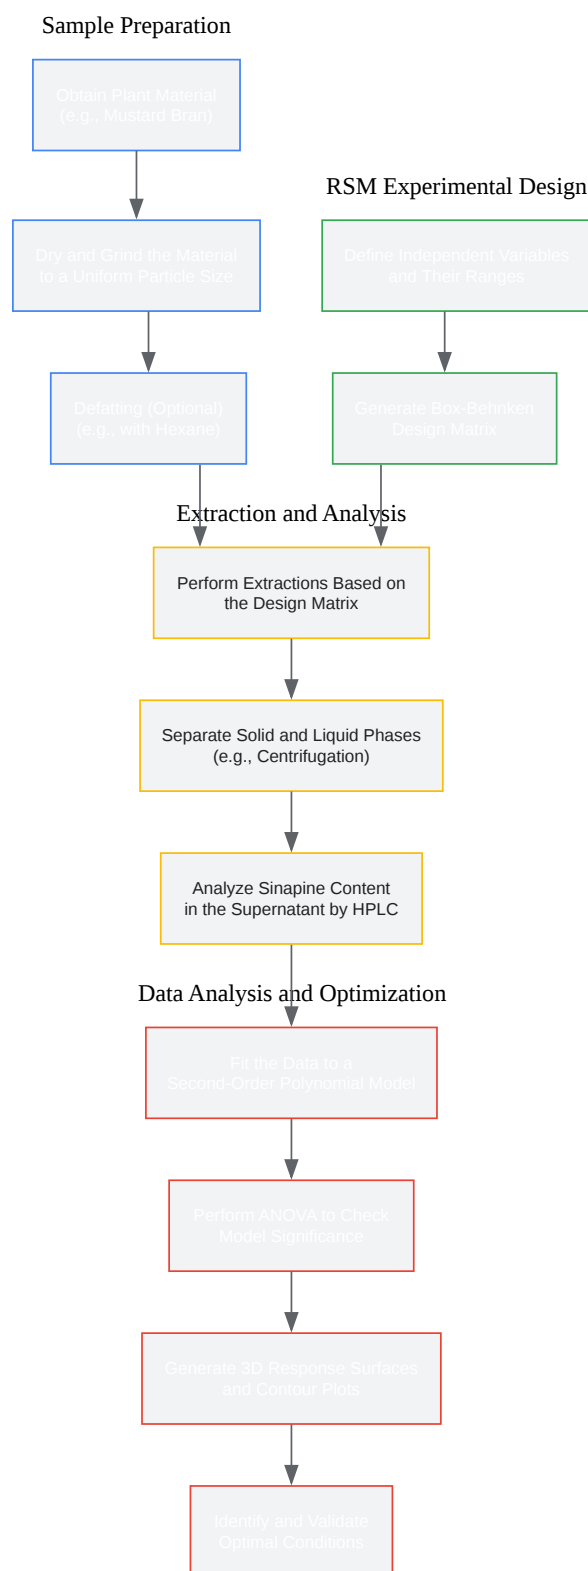 Sample Preparation
Obtain Plant Material
(e.g., Mustard Bran)
Dry and Grind the Material
to a Uniform Particle Size
Defatting (Optional)
(e.g., with Hexane)
RSM Experimental Design
Define Independent Variables
and Their Ranges
Generate Box-Behnken
Design Matrix
Extraction and Analysis
Perform Extractions Based on
the Design Matrix
Separate Solid and Liquid Phases
(e.g., Centrifugation)
Analyze Sinapine Content
in the Supernatant by HPLC
Data Analysis and Optimization
Fit the Data to a
Second-Order Polynomial Model
Perform ANOVA to Check
Model Significance
Generate 3D Response Surfaces
and Contour Plots
Identify and Validate
Optimal Conditions